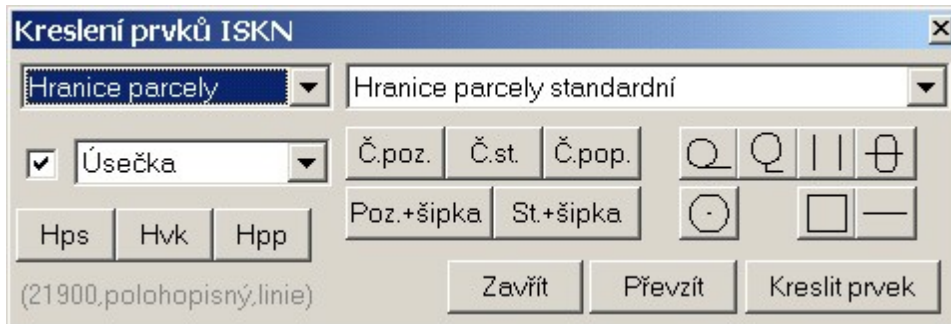 Kreslení prvků ISKN
Hranice parcely Hranice parcely standardní
Úsečka Č.poz. Č.st. Č.pop.
Poz.+šipka St.+šipka
Hps Hvk Hpp
(21900,polohopisný,linie) Zavřít Převzít Kreslit prvek